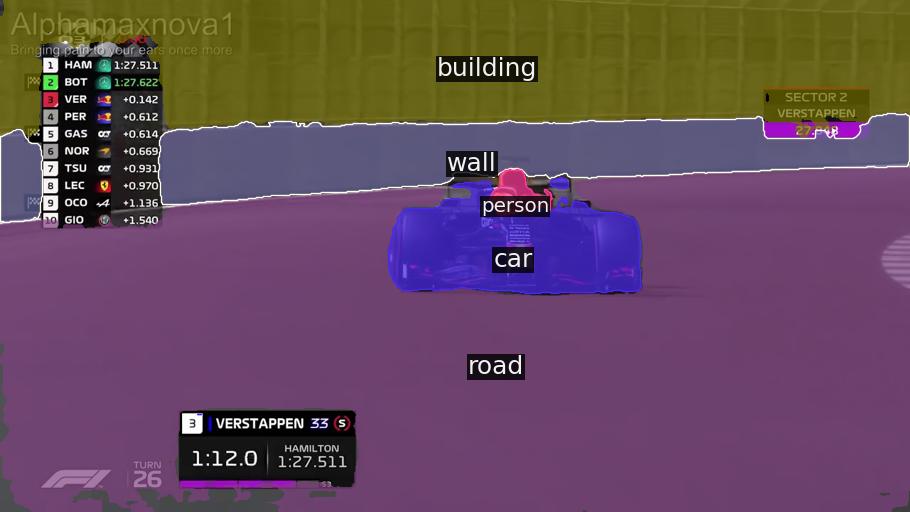 Alphamaxnova1
Bringing pain to your ears once more
1 HAM 1:27.511
2 BOT 1:27.622
3 VER +0.142
4 PER +0.612
5 GAS +0.614
6 NOR +0.669
7 TSU +0.931
8 LEC +0.970
9 OCO +1.136
10 GIO +1.540
building
SECTOR 2
VERSTAPPEN
wall
person
car
road
3 VERSTAPPEN 33 S
1:12.0
HAMILTON
1:27.511
S3
F1
TURN
26